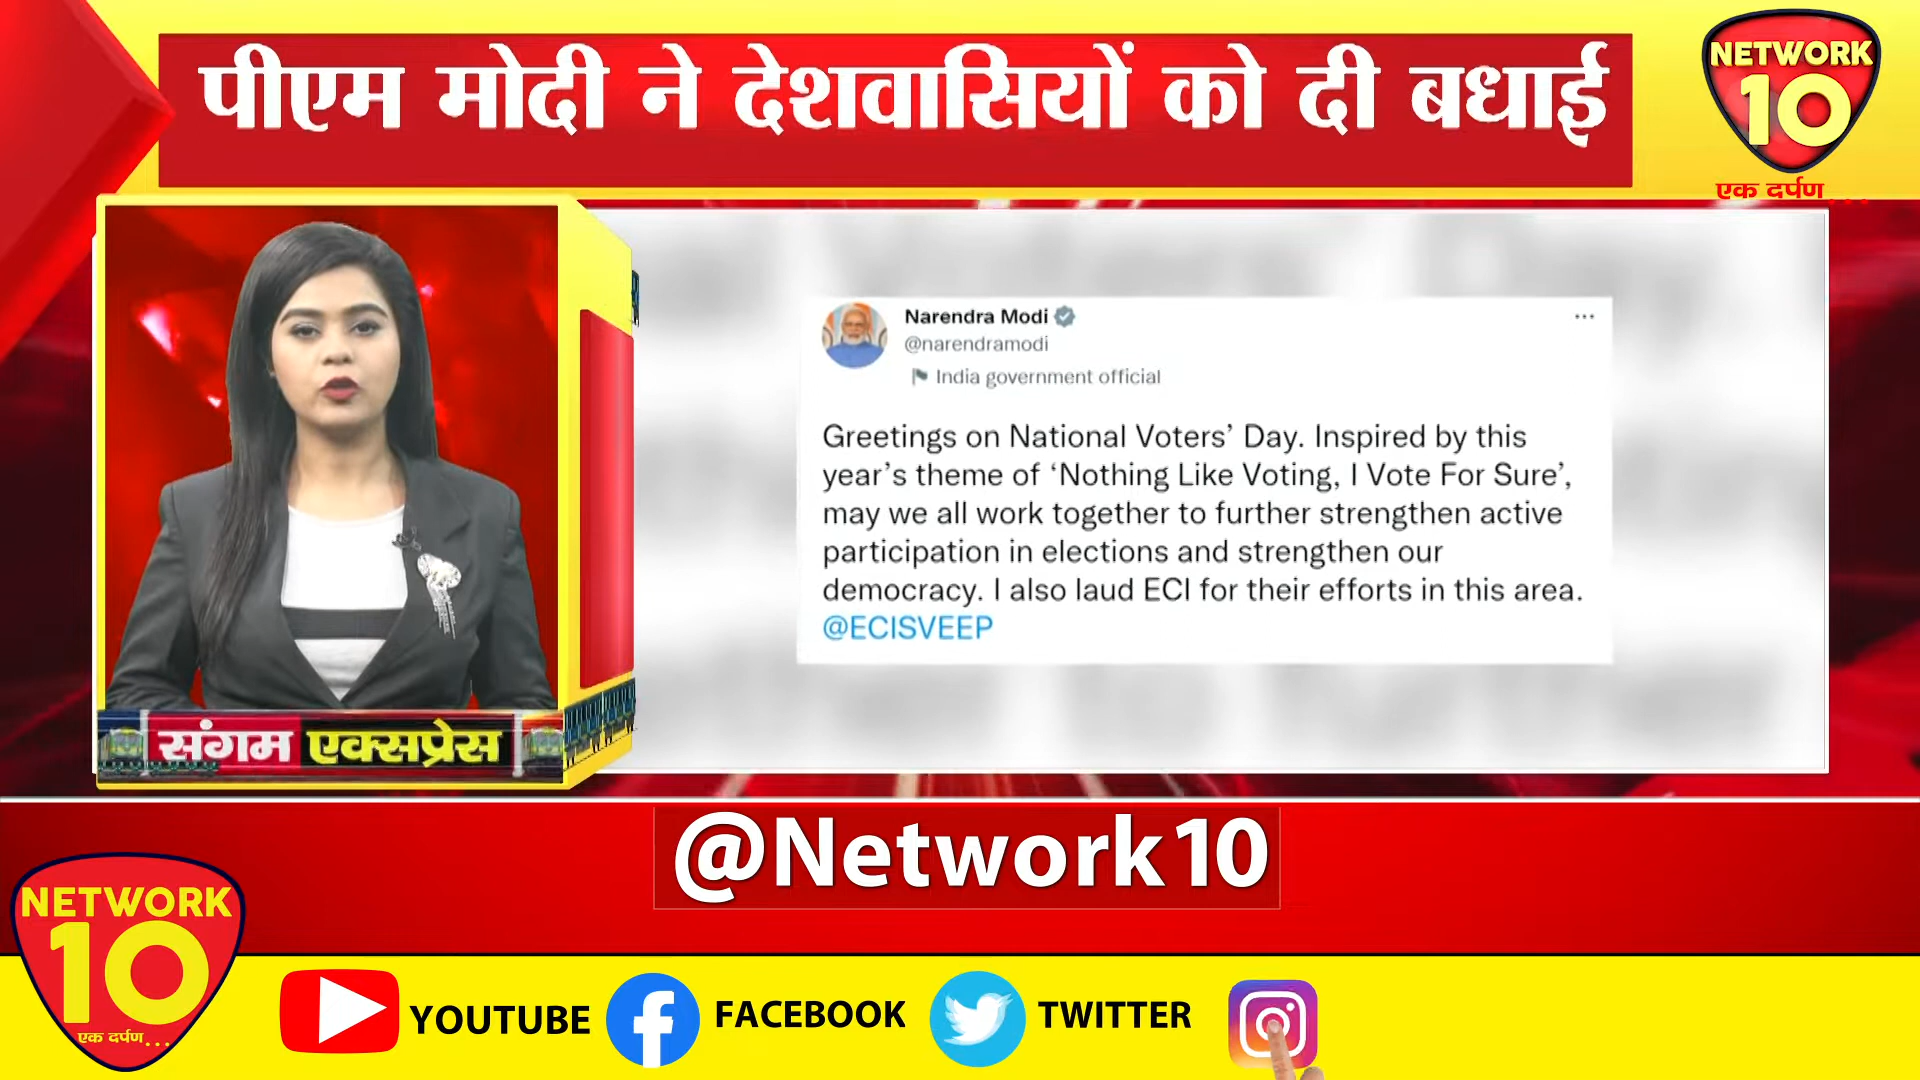 पीएम मोदी ने देशवासियों को दी बधाई
NETWORK
10
एक दर्पण...
Narendra Modi
@narendramodi
India government official
Greetings on National Voters’ Day. Inspired by this
year’s theme of ‘Nothing Like Voting, I Vote For Sure’,
may we all work together to further strengthen active
participation in elections and strengthen our
democracy. I also laud ECI for their efforts in this area.
@ECISVEEP
संगम एक्सप्रेस
@Network10
NETWORK
10
एक दर्पण...
YOUTUBE
FACEBOOK
TWITTER